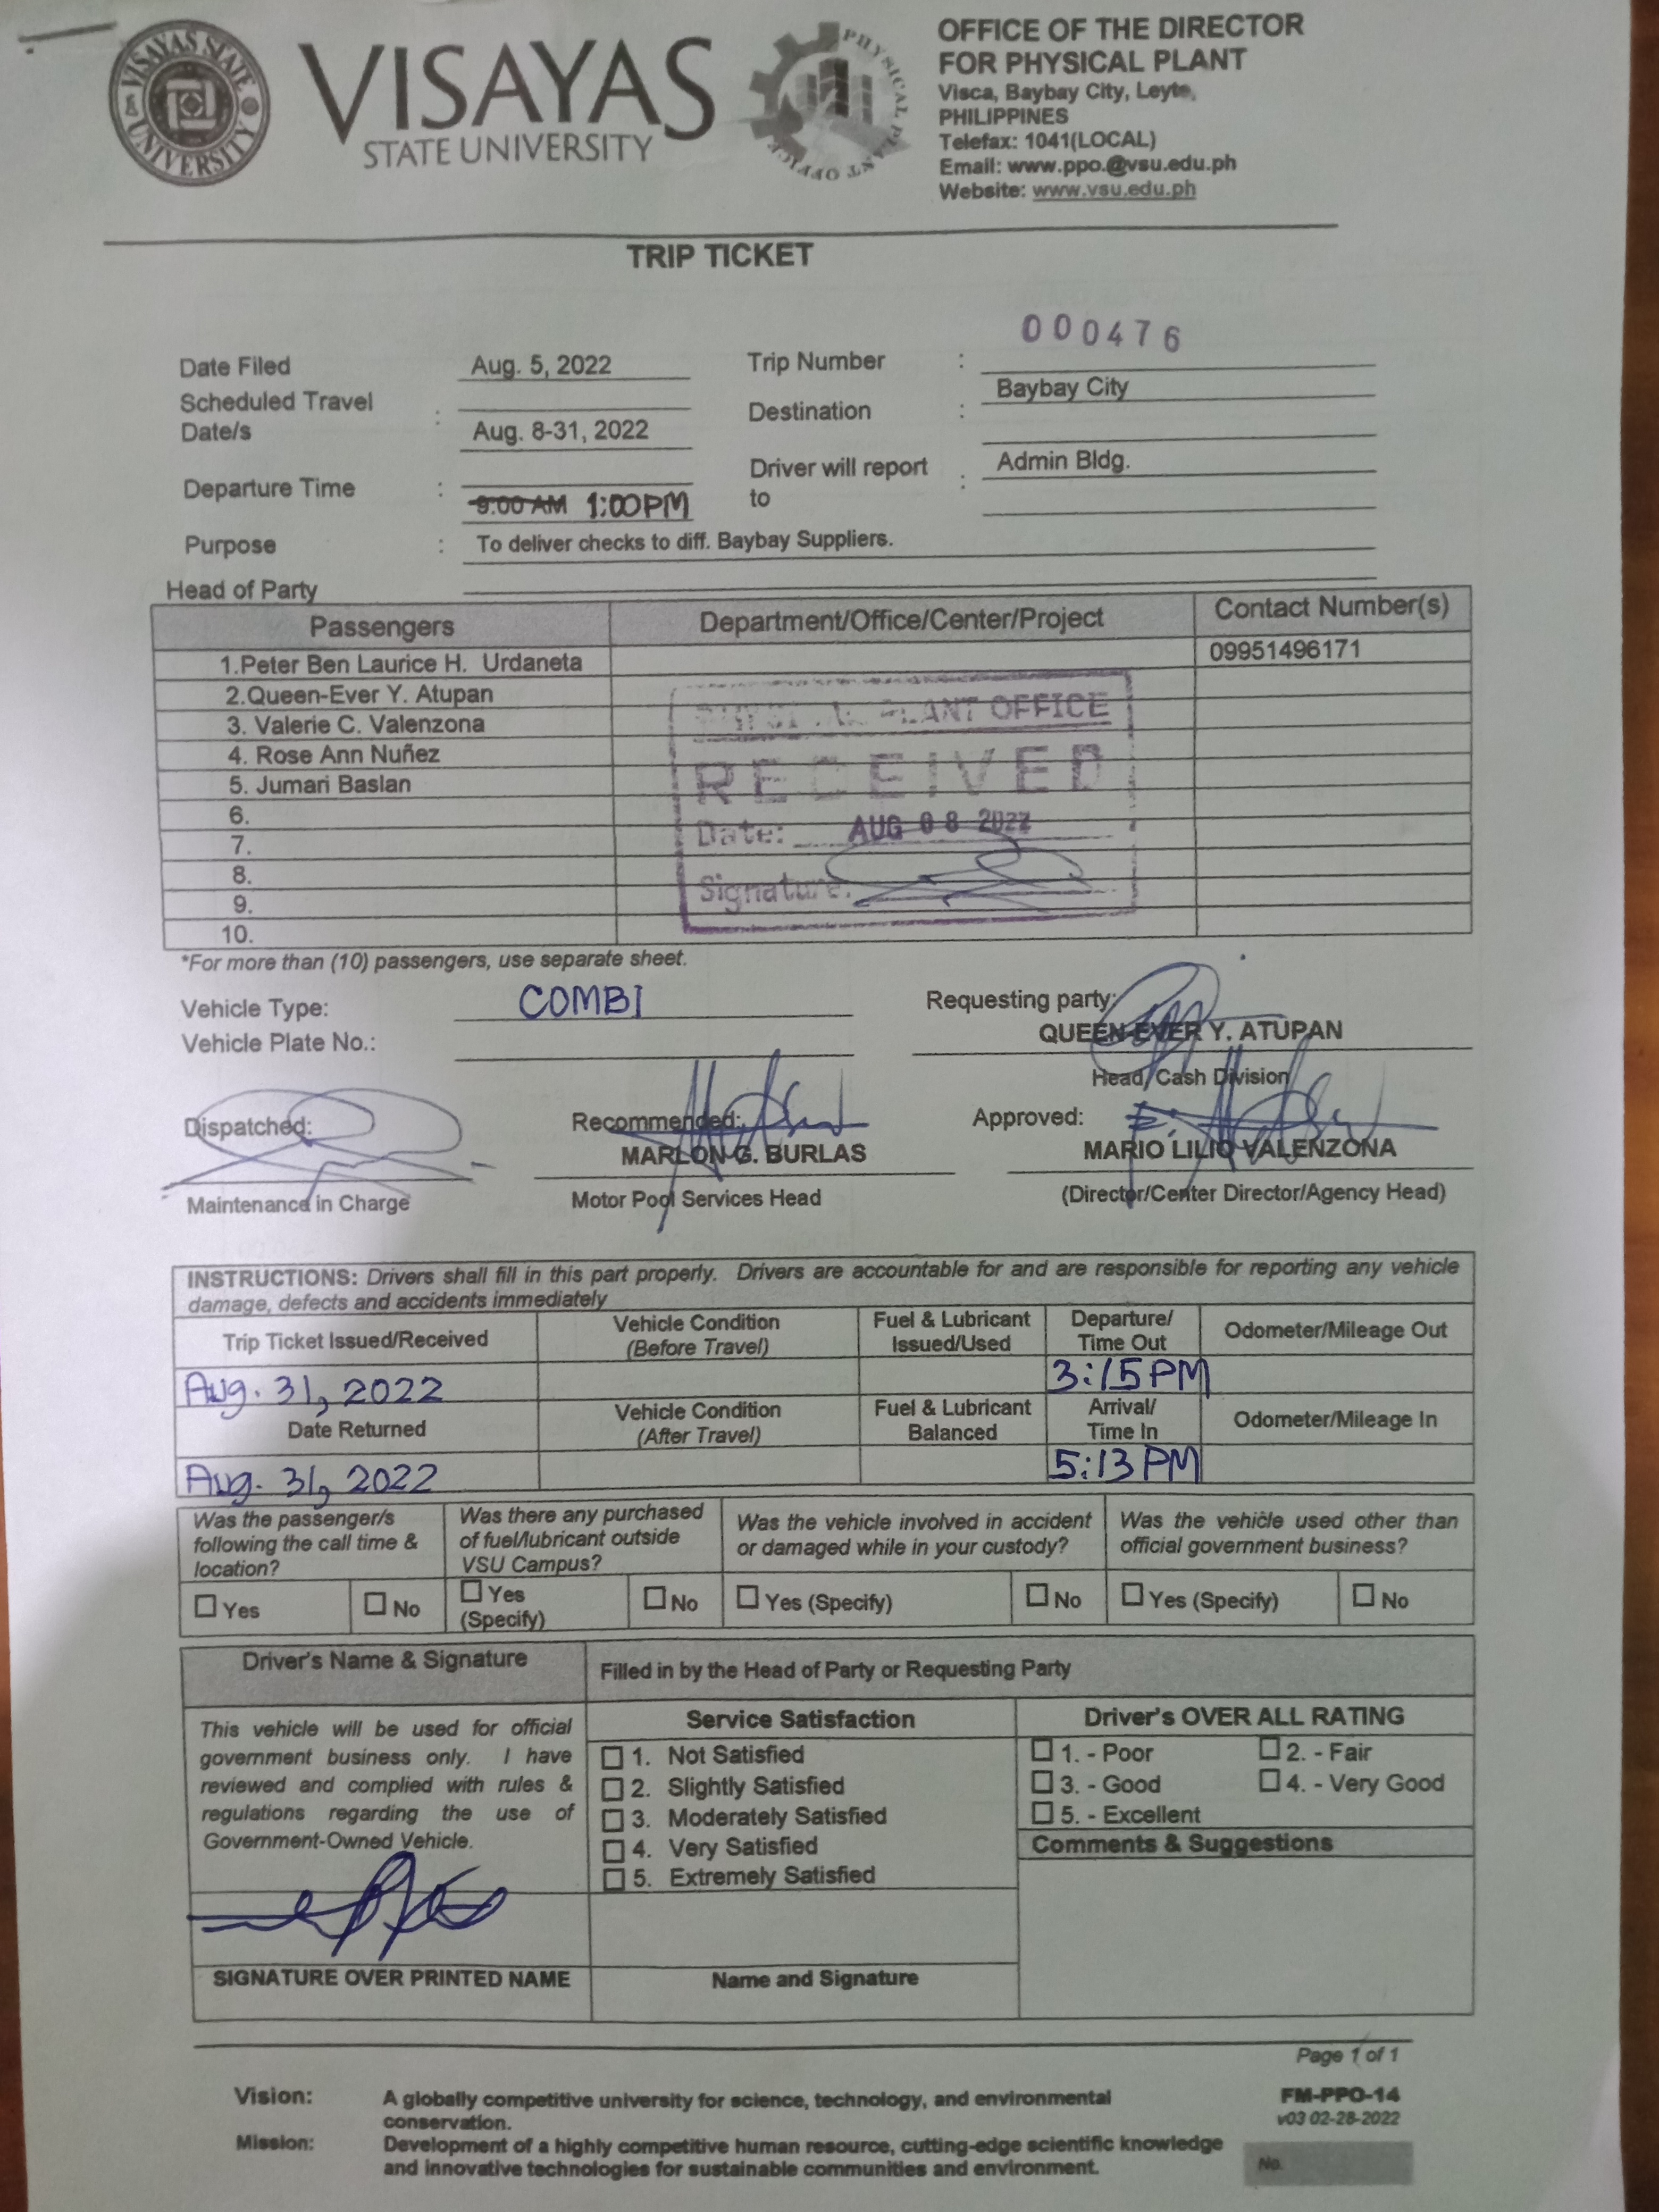 VISAYAS STATE UNIVERSITY
VISAYAS
STATE UNIVERSITY
PHYSICAL PLANT OFFICE
OFFICE OF THE DIRECTOR
FOR PHYSICAL PLANT
Visca, Baybay City, Leyte,
PHILIPPINES
Telefax: 1041(LOCAL)
Email: www.ppo.@vsu.edu.ph
Website: www.vsu.edu.ph
TRIP TICKET
000476
Date Filed Aug. 5, 2022 Trip Number :
Scheduled Travel Date/s : Aug. 8-31, 2022 Destination : Baybay City
Departure Time : 9:00 AM 1:00PM Driver will report to : Admin Bldg.
Purpose : To deliver checks to diff. Baybay Suppliers.
Head of Party
Passengers Department/Office/Center/Project Contact Number(s)
1.Peter Ben Laurice H. Urdaneta 09951496171
2.Queen-Ever Y. Atupan
3. Valerie C. Valenzona
4. Rose Ann Nuñez
5. Jumari Baslan
6.
7.
8.
9.
10.
PLANT OFFICE
RECEIVED
Date: AUG 08 2022
Signature:
*For more than (10) passengers, use separate sheet.
Vehicle Type: COMBI Requesting party:
QUEEN-EVER Y. ATUPAN
Vehicle Plate No.:
Head, Cash Division
Dispatched: Recommended: Approved:
MARLON G. BURLAS MARIO LILIO VALENZONA
Maintenance in Charge Motor Pool Services Head (Director/Center Director/Agency Head)
INSTRUCTIONS: Drivers shall fill in this part properly. Drivers are accountable for and are responsible for reporting any vehicle
damage, defects and accidents immediately
Trip Ticket Issued/Received Vehicle Condition (Before Travel) Fuel & Lubricant Issued/Used Departure/ Time Out Odometer/Mileage Out
Aug. 31, 2022 3:15PM
Date Returned Vehicle Condition (After Travel) Fuel & Lubricant Balanced Arrival/ Time In Odometer/Mileage In
Aug. 31, 2022 5:13PM
Was the passenger/s following the call time & location? Was there any purchased of fuel/lubricant outside VSU Campus? Was the vehicle involved in accident or damaged while in your custody? Was the vehicle used other than official government business?
☐ Yes ☐ No ☐ Yes (Specify) ☐ No ☐ Yes (Specify) ☐ No ☐ Yes (Specify) ☐ No
Driver's Name & Signature Filled in by the Head of Party or Requesting Party
This vehicle will be used for official
government business only. I have
reviewed and complied with rules &
regulations regarding the use of
Government-Owned Vehicle.
SIGNATURE OVER PRINTED NAME
Service Satisfaction
☐ 1. Not Satisfied
☐ 2. Slightly Satisfied
☐ 3. Moderately Satisfied
☐ 4. Very Satisfied
☐ 5. Extremely Satisfied
Name and Signature
Driver's OVER ALL RATING
☐ 1. - Poor ☐ 2. - Fair
☐ 3. - Good ☐ 4. - Very Good
☐ 5. - Excellent
Comments & Suggestions
Page 1 of 1
Vision: A globally competitive university for science, technology, and environmental
conservation.
Mission: Development of a highly competitive human resource, cutting-edge scientific knowledge
and innovative technologies for sustainable communities and environment.
FM-PPO-14
v03 02-28-2022
No.